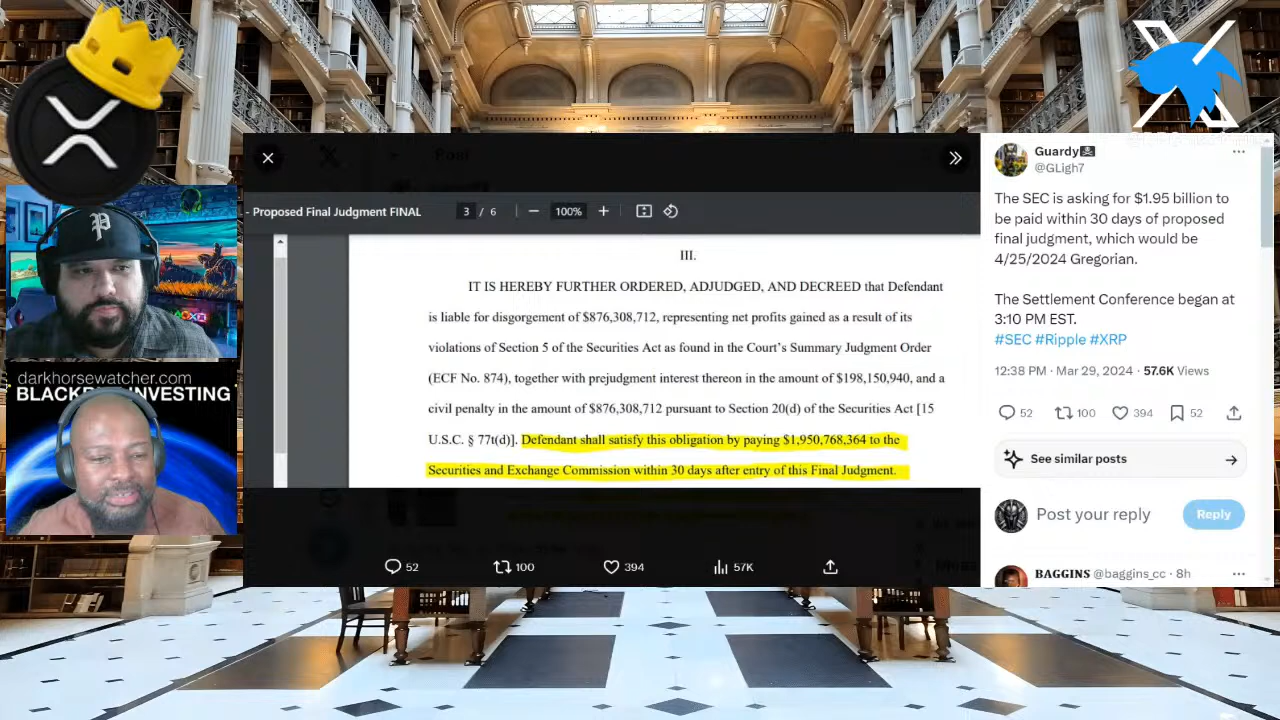 Guardy
@GLigh7
- Proposed Final Judgment FINAL
3 / 6
100%
The SEC is asking for $1.95 billion to
be paid within 30 days of proposed
final judgment, which would be
4/25/2024 Gregorian.
The Settlement Conference began at
3:10 PM EST.
#SEC #Ripple #XRP
12:38 PM · Mar 29, 2024 · 57.6K Views
52
100
394
52
See similar posts
Post your reply
Reply
BAGGINS @baggins_cc · 8h
III.
IT IS HEREBY FURTHER ORDERED, ADJUDGED, AND DECREED that Defendant
is liable for disgorgement of $876,308,712, representing net profits gained as a result of its
violations of Section 5 of the Securities Act as found in the Court's Summary Judgment Order
(ECF No. 874), together with prejudgment interest thereon in the amount of $198,150,940, and a
civil penalty in the amount of $876,308,712 pursuant to Section 20(d) of the Securities Act [15
U.S.C. § 77t(d)]. Defendant shall satisfy this obligation by paying $1,950,768,364 to the
Securities and Exchange Commission within 30 days after entry of this Final Judgment.
52
100
394
57K
P
darkhorsewatcher.com